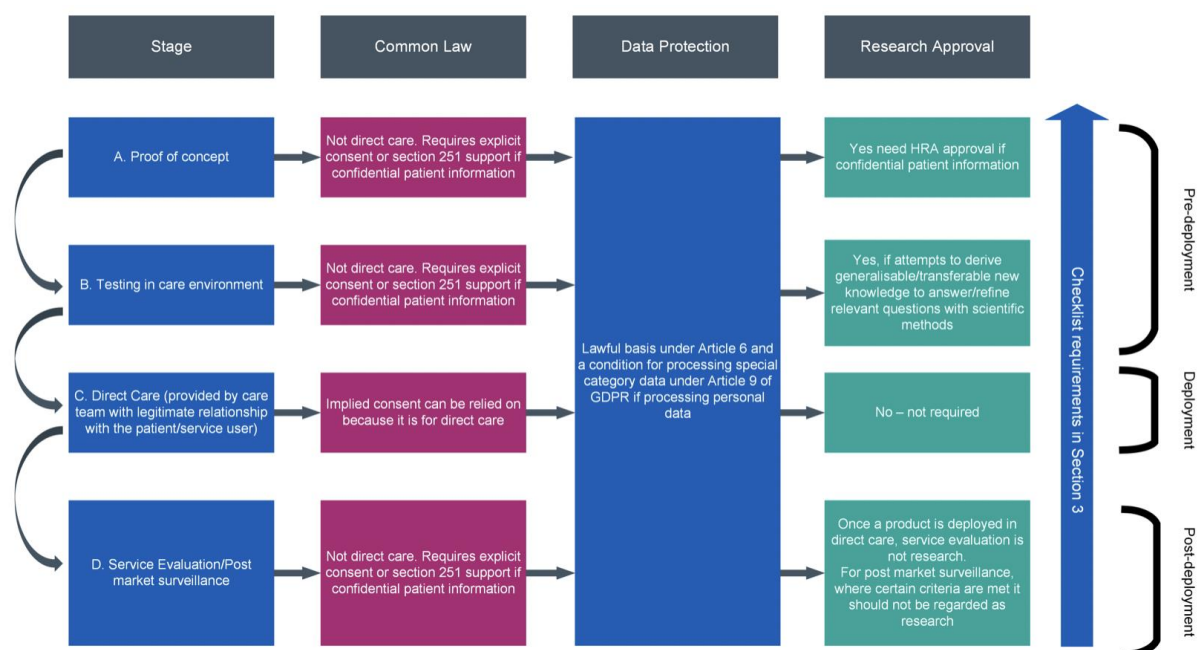 Stage
Common Law
Data Protection
Research Approval
A. Proof of concept
Not direct care. Requires explicit
consent or section 251 support if
confidential patient information
Yes need HRA approval if
confidential patient information
B. Testing in care environment
Not direct care. Requires explicit
consent or section 251 support if
confidential patient information
Yes, if attempts to derive
generalisable/transferable new
knowledge to answer/refine
relevant questions with scientific
methods
Lawful basis under Article 6 and
a condition for processing special
category data under Article 9 of
GDPR if processing personal
data
C. Direct Care (provided by care
team with legitimate relationship
with the patient/service user)
Implied consent can be relied on
because it is for direct care
No – not required
D. Service Evaluation/Post
market surveillance
Not direct care. Requires explicit
consent or section 251 support if
confidential patient information
Once a product is deployed in
direct care, service evaluation is
not research.
For post market surveillance,
where certain criteria are met it
should not be regarded as
research
Checklist requirements in Section 3
Pre-deployment
Deployment
Post-deployment